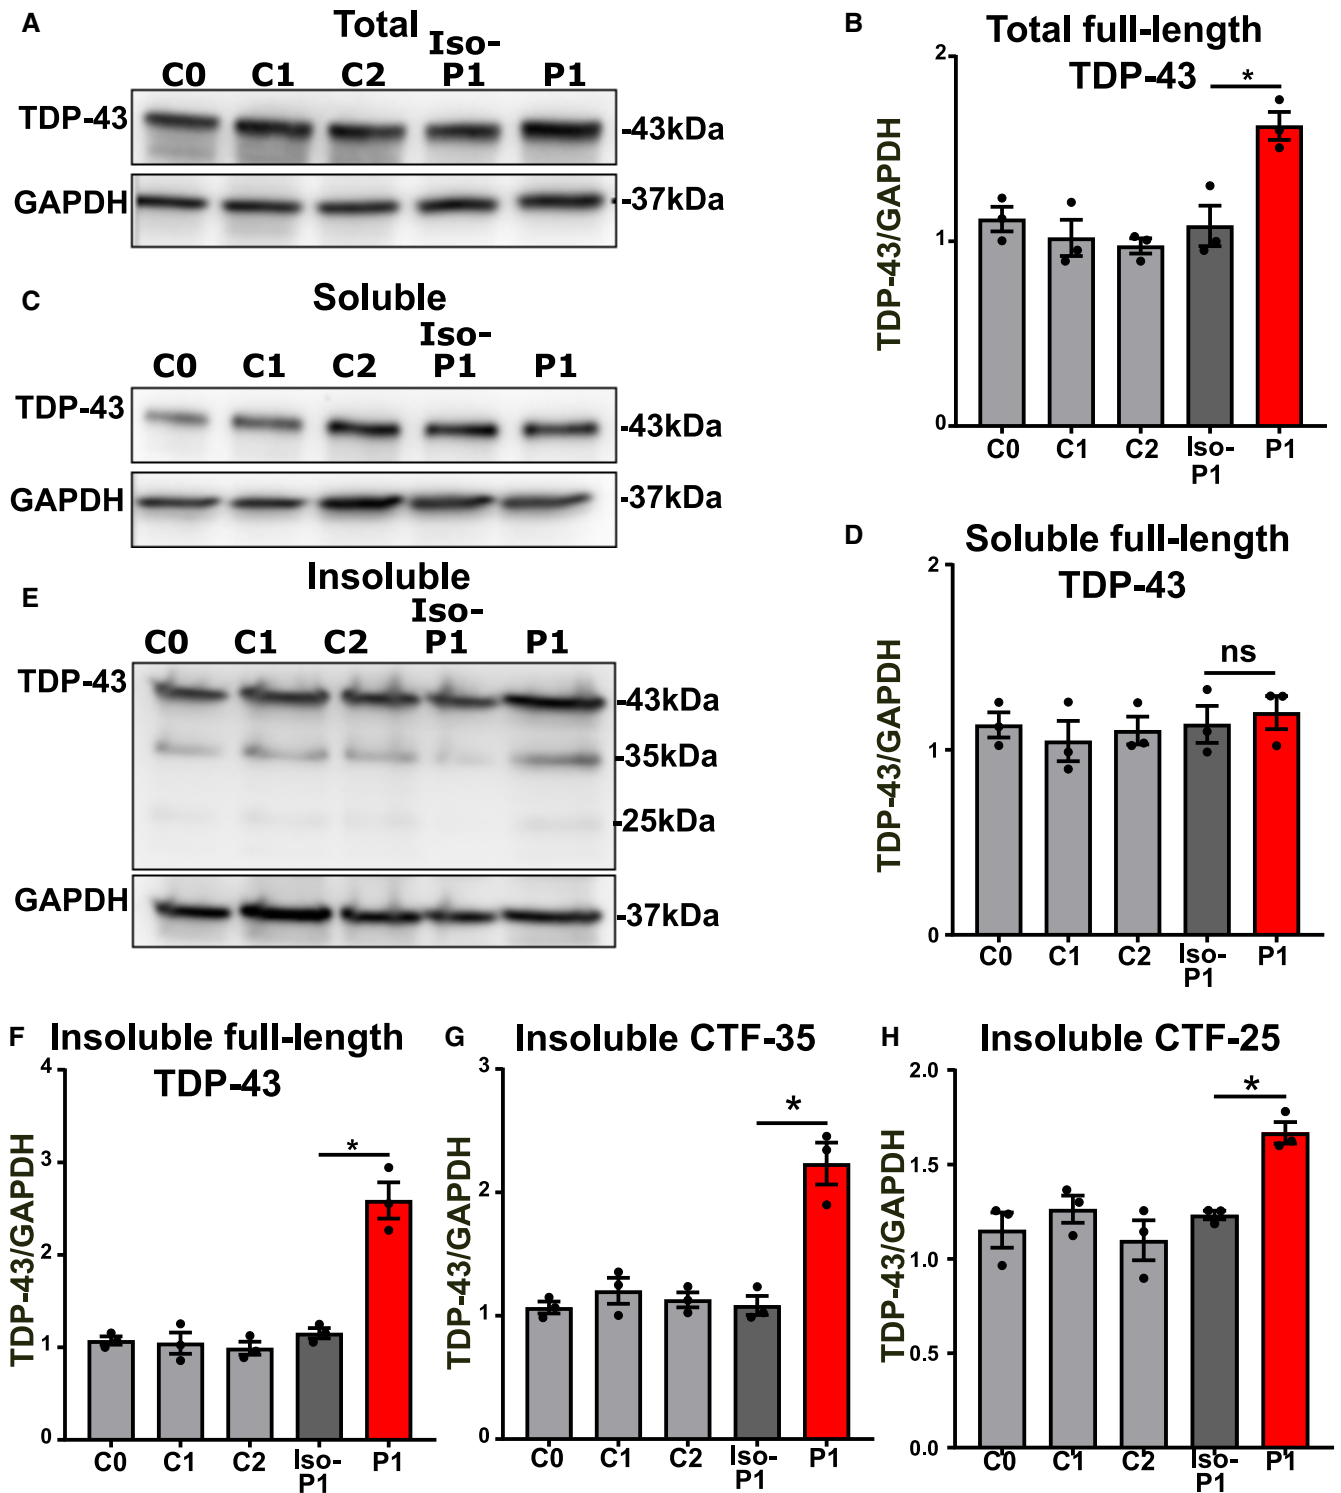 A
Total
C0 C1 C2 Iso-P1 P1
TDP-43
-43kDa
GAPDH
-37kDa
B
Total full-length
TDP-43
*
TDP-43/GAPDH
2
1
0
C0 C1 C2 Iso-P1 P1
C
Soluble
C0 C1 C2 Iso-P1 P1
TDP-43
-43kDa
GAPDH
-37kDa
D
Soluble full-length
TDP-43
ns
TDP-43/GAPDH
2
1
0
C0 C1 C2 Iso-P1 P1
E
Insoluble
C0 C1 C2 Iso-P1 P1
TDP-43
-43kDa
-35kDa
-25kDa
GAPDH
-37kDa
F
Insoluble full-length
TDP-43
*
TDP-43/GAPDH
4
3
2
1
0
C0 C1 C2 Iso-P1 P1
G
Insoluble CTF-35
*
TDP-43/GAPDH
3
2
1
0
C0 C1 C2 Iso-P1 P1
H
Insoluble CTF-25
*
TDP-43/GAPDH
2.0
1.5
1.0
0.5
0.0
C0 C1 C2 Iso-P1 P1